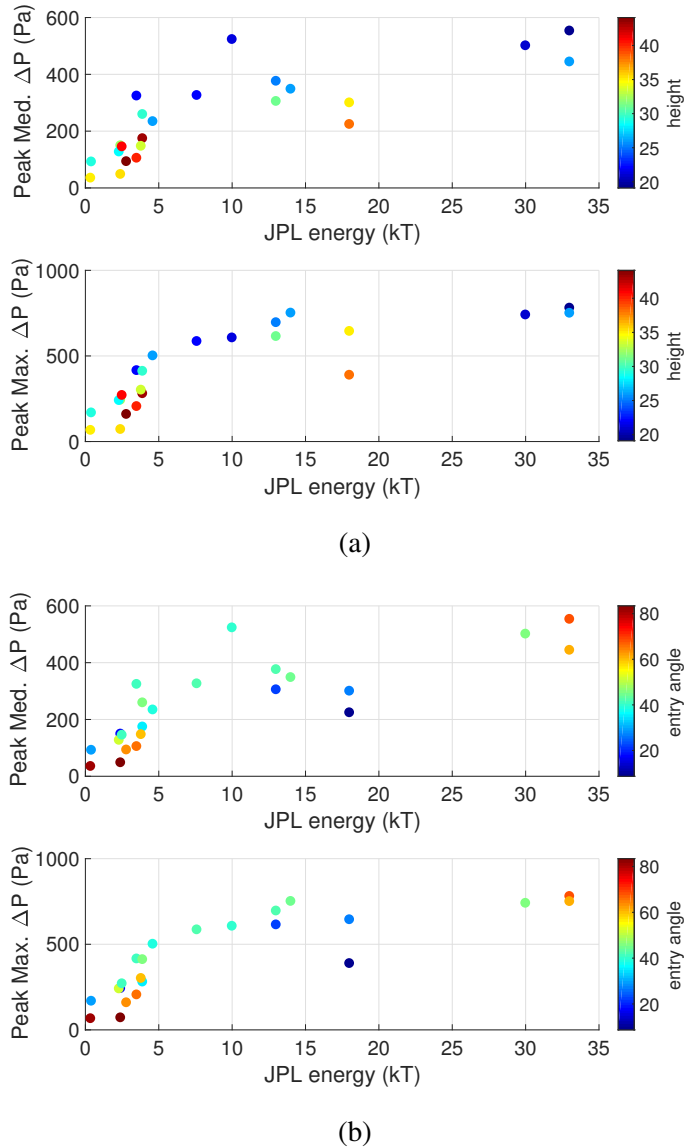 600
400
200
0
Peak Med. ΔP (Pa)
0 5 10 15 20 25 30 35
JPL energy (kT)
40
35
30
25
20
height
1000
500
0
Peak Max. ΔP (Pa)
0 5 10 15 20 25 30 35
JPL energy (kT)
40
35
30
25
20
height
(a)
600
400
200
0
Peak Med. ΔP (Pa)
0 5 10 15 20 25 30 35
JPL energy (kT)
80
60
40
20
entry angle
1000
500
0
Peak Max. ΔP (Pa)
0 5 10 15 20 25 30 35
JPL energy (kT)
80
60
40
20
entry angle
(b)